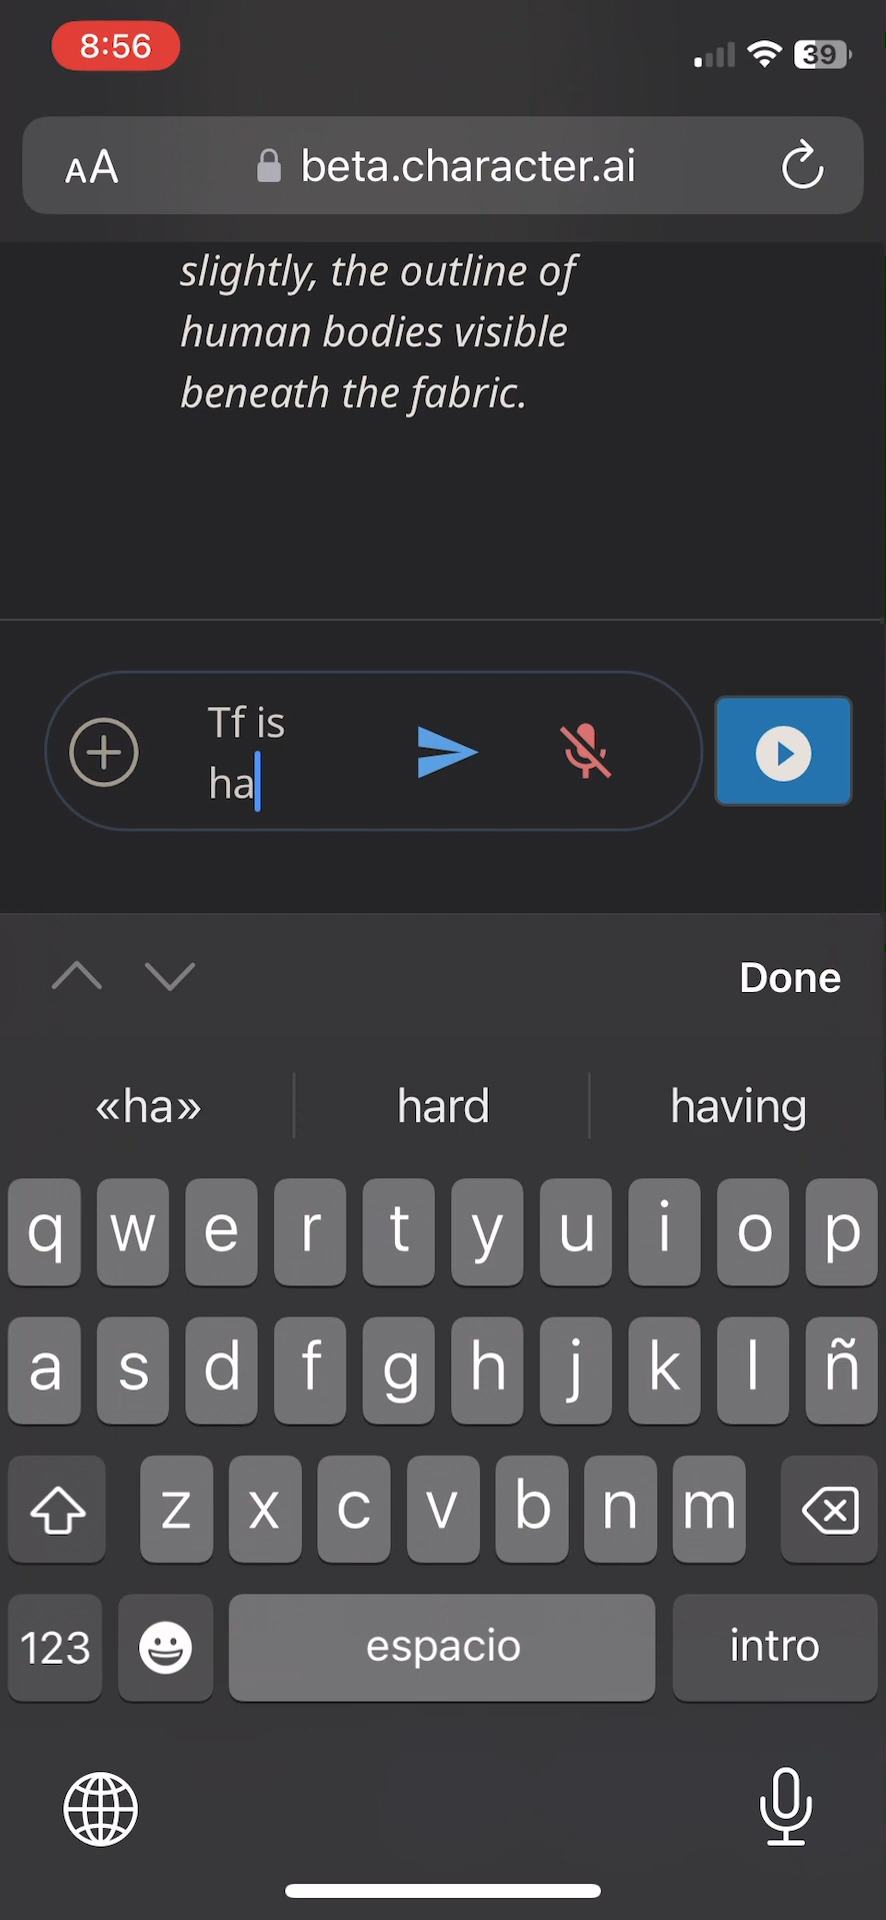 8:56
39
AA beta.character.ai
slightly, the outline of
human bodies visible
beneath the fabric.
Tf is
ha
Done
«ha» hard having
q w e r t y u i o p
a s d f g h j k l ñ
z x c v b n m
123 espacio intro